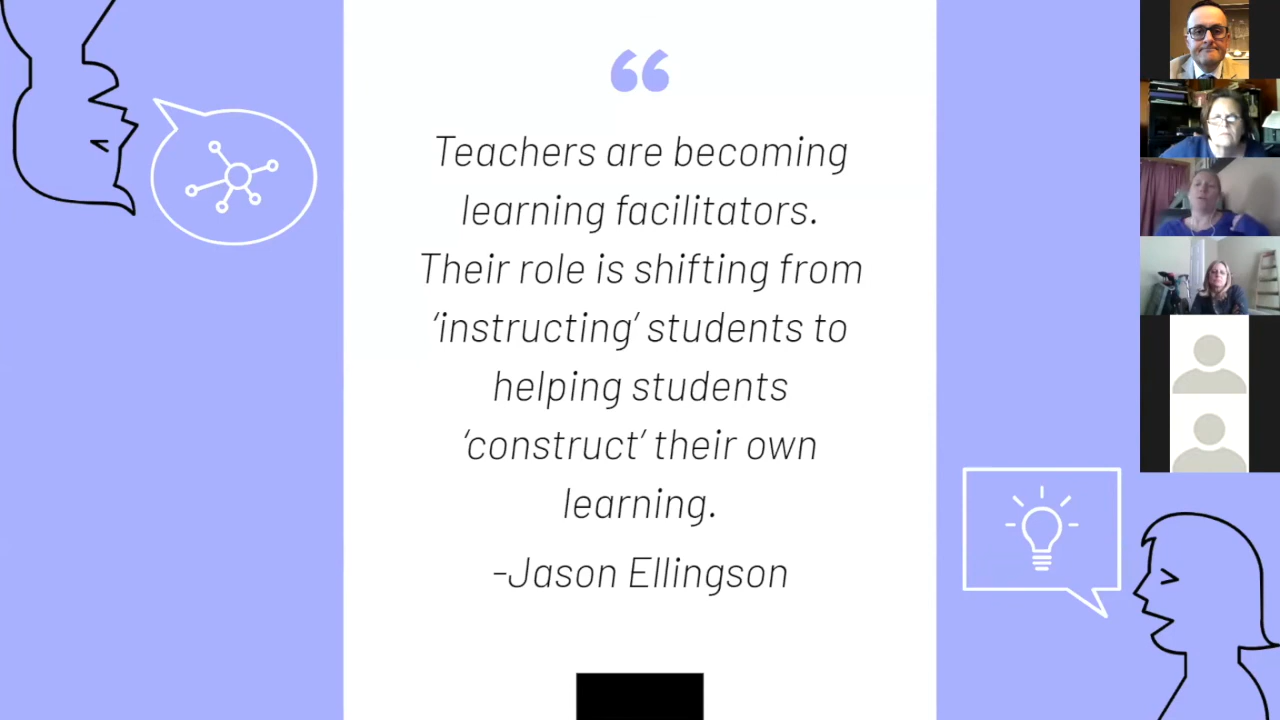 “
Teachers are becoming
learning facilitators.
Their role is shifting from
‘instructing’ students to
helping students
‘construct’ their own
learning.
-Jason Ellingson